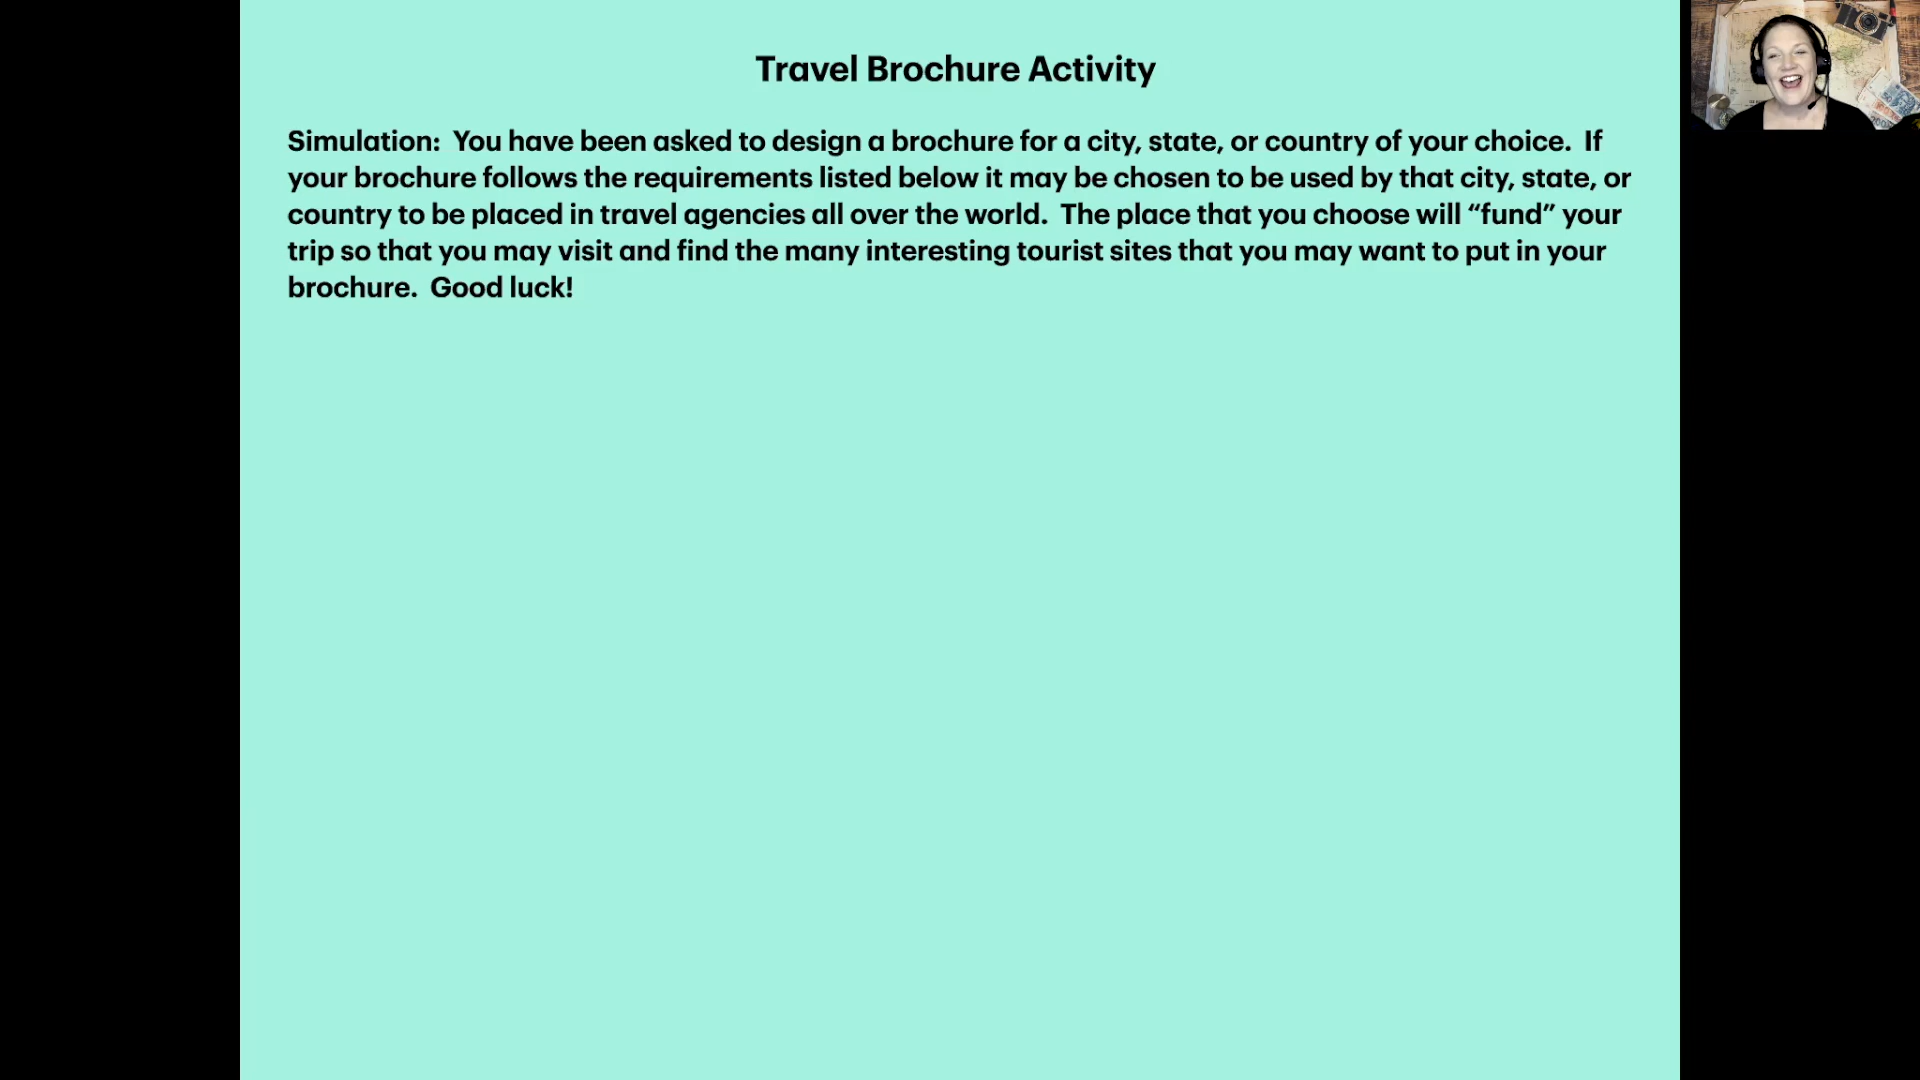 Travel Brochure Activity
Simulation:  You have been asked to design a brochure for a city, state, or country of your choice.  If
your brochure follows the requirements listed below it may be chosen to be used by that city, state, or
country to be placed in travel agencies all over the world.  The place that you choose will “fund” your
trip so that you may visit and find the many interesting tourist sites that you may want to put in your
brochure.  Good luck!